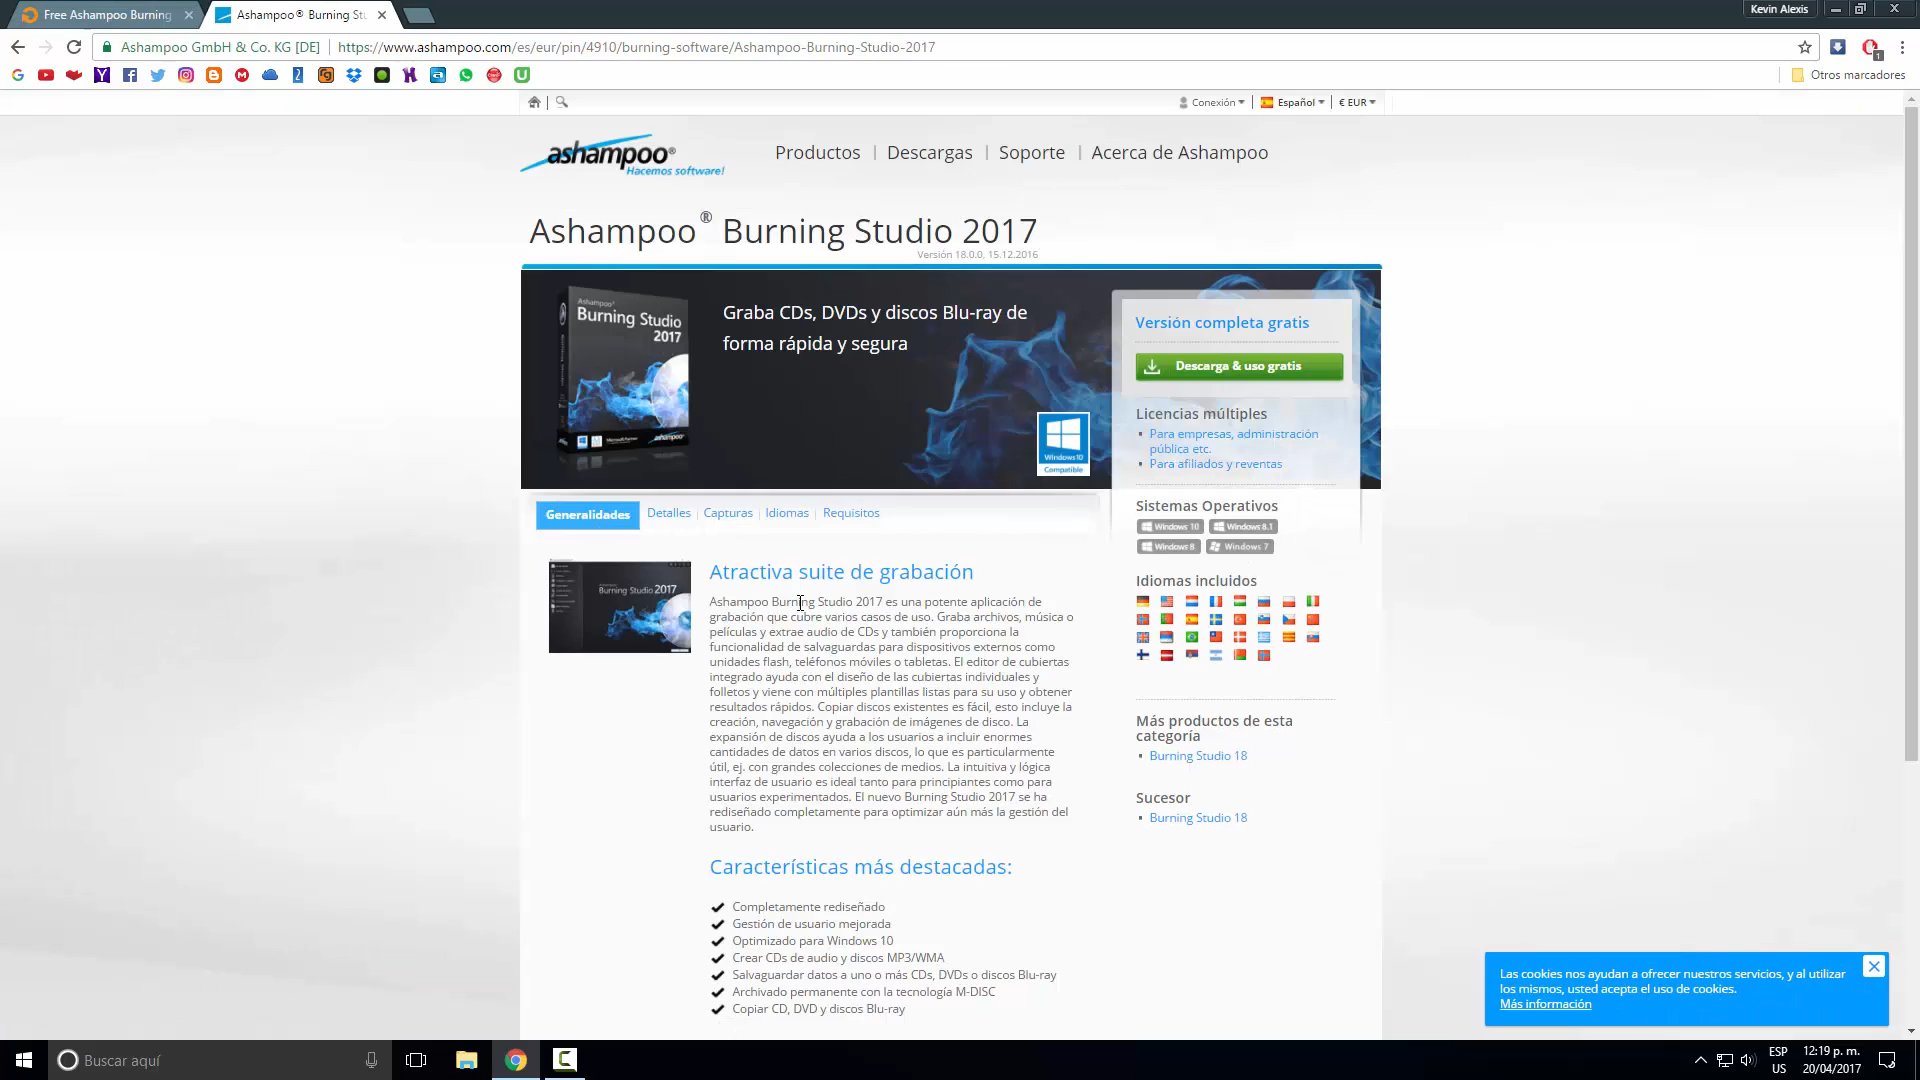 Free Ashampoo Burning
Ashampoo® Burning Stu
Kevin Alexis
Ashampoo GmbH & Co. KG [DE] | https://www.ashampoo.com/es/eur/pin/4910/burning-software/Ashampoo-Burning-Studio-2017
Otros marcadores
Conexión
Español
€ EUR
ashampoo®
Hacemos software!
Productos | Descargas | Soporte | Acerca de Ashampoo
Ashampoo® Burning Studio 2017
Versión 18.0.0, 15.12.2016
Ashampoo®
Burning Studio
2017
Graba CDs, DVDs y discos Blu-ray de
forma rápida y segura
Windows 10
Compatible
Versión completa gratis
Descarga & uso gratis
Licencias múltiples
Para empresas, administración
pública etc.
Para afiliados y reventas
Sistemas Operativos
Windows 10
Windows 8.1
Windows 8
Windows 7
Idiomas incluidos
Más productos de esta
categoría
Burning Studio 18
Sucesor
Burning Studio 18
Generalidades
Detalles | Capturas | Idiomas | Requisitos
Burning Studio 2017
Atractiva suite de grabación
Ashampoo Burning Studio 2017 es una potente aplicación de
grabación que cubre varios casos de uso. Graba archivos, música o
películas y extrae audio de CDs y también proporciona la
funcionalidad de salvaguardas para dispositivos externos como
unidades flash, teléfonos móviles o tabletas. El editor de cubiertas
integrado ayuda con el diseño de las cubiertas individuales y
folletos y viene con múltiples plantillas listas para su uso y obtener
resultados rápidos. Copiar discos existentes es fácil, esto incluye la
creación, navegación y grabación de imágenes de disco. La
expansión de discos ayuda a los usuarios a incluir enormes
cantidades de datos en varios discos, lo que es particularmente
útil, ej. con grandes colecciones de medios. La intuitiva y lógica
interfaz de usuario es ideal tanto para principiantes como para
usuarios experimentados. El nuevo Burning Studio 2017 se ha
rediseñado completamente para optimizar aún más la gestión del
usuario.
Características más destacadas:
Completamente rediseñado
Gestión de usuario mejorada
Optimizado para Windows 10
Crear CDs de audio y discos MP3/WMA
Salvaguardar datos a uno o más CDs, DVDs o discos Blu-ray
Archivado permanente con la tecnología M-DISC
Copiar CD, DVD y discos Blu-ray
Las cookies nos ayudan a ofrecer nuestros servicios, y al utilizar
los mismos, usted acepta el uso de cookies.
Más información
Buscar aquí
ESP
US
12:19 p. m.
20/04/2017